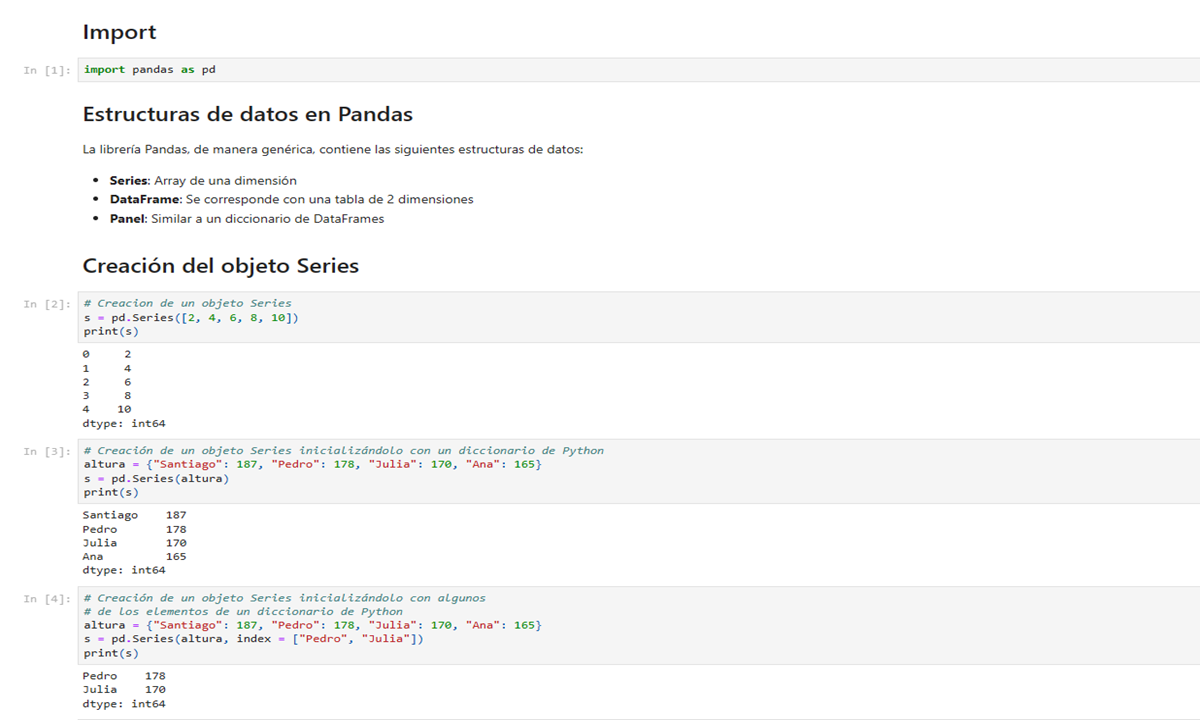 Import
In [1]: import pandas as pd
Estructuras de datos en Pandas
La librería Pandas, de manera genérica, contiene las siguientes estructuras de datos:
• Series: Array de una dimensión
• DataFrame: Se corresponde con una tabla de 2 dimensiones
• Panel: Similar a un diccionario de DataFrames
Creación del objeto Series
In [2]: # Creacion de un objeto Series
s = pd.Series([2, 4, 6, 8, 10])
print(s)
0     2
1     4
2     6
3     8
4    10
dtype: int64
In [3]: # Creación de un objeto Series inicializándolo con un diccionario de Python
altura = {"Santiago": 187, "Pedro": 178, "Julia": 170, "Ana": 165}
s = pd.Series(altura)
print(s)
Santiago    187
Pedro       178
Julia       170
Ana         165
dtype: int64
In [4]: # Creación de un objeto Series inicializándolo con algunos
# de los elementos de un diccionario de Python
altura = {"Santiago": 187, "Pedro": 178, "Julia": 170, "Ana": 165}
s = pd.Series(altura, index = ["Pedro", "Julia"])
print(s)
Pedro    178
Julia    170
dtype: int64